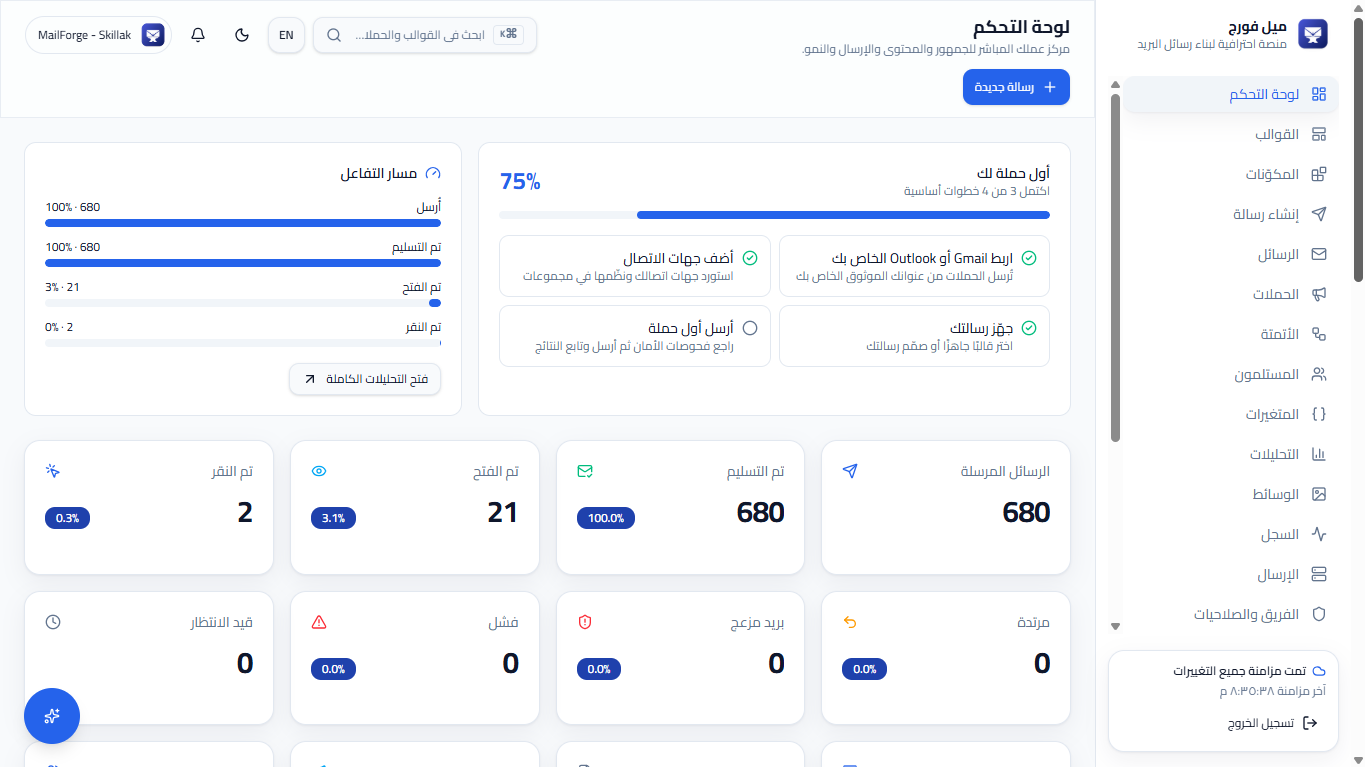 ميل فورج
منصة احترافية لبناء رسائل البريد
لوحة التحكم
القوالب
المكوّنات
إنشاء رسالة
الرسائل
الحملات
الأتمتة
المستلمون
المتغيرات
التحليلات
الوسائط
السجل
الإرسال
الفريق والصلاحيات
تمت مزامنة جميع التغييرات
آخر مزامنة ٨:٣٥:٣٨ م
تسجيل الخروج
لوحة التحكم
مركز عملك المباشر للجمهور والمحتوى والإرسال والنمو.
رسالة جديدة
ابحث في القوالب والحملا...
⌘K
EN
MailForge - Skillak
أول حملة لك
اكتمل 3 من 4 خطوات أساسية
75%
اربط Gmail أو Outlook الخاص بك
تُرسل الحملات من عنوانك الموثوق الخاص بك
أضف جهات الاتصال
استورد جهات اتصالك ونظّمها في مجموعات
جهّز رسالتك
اختر قالبًا جاهزًا أو صمّم رسالتك
أرسل أول حملة
راجع فحوصات الأمان ثم أرسل وتابع النتائج
مسار التفاعل
أُرسل
680 · 100%
تم التسليم
680 · 100%
تم الفتح
21 · 3%
تم النقر
2 · 0%
فتح التحليلات الكاملة
الرسائل المرسلة
680
تم التسليم
680
100.0%
تم الفتح
21
3.1%
تم النقر
2
0.3%
مرتدة
0
0.0%
بريد مزعج
0
0.0%
فشل
0
0.0%
قيد الانتظار
0